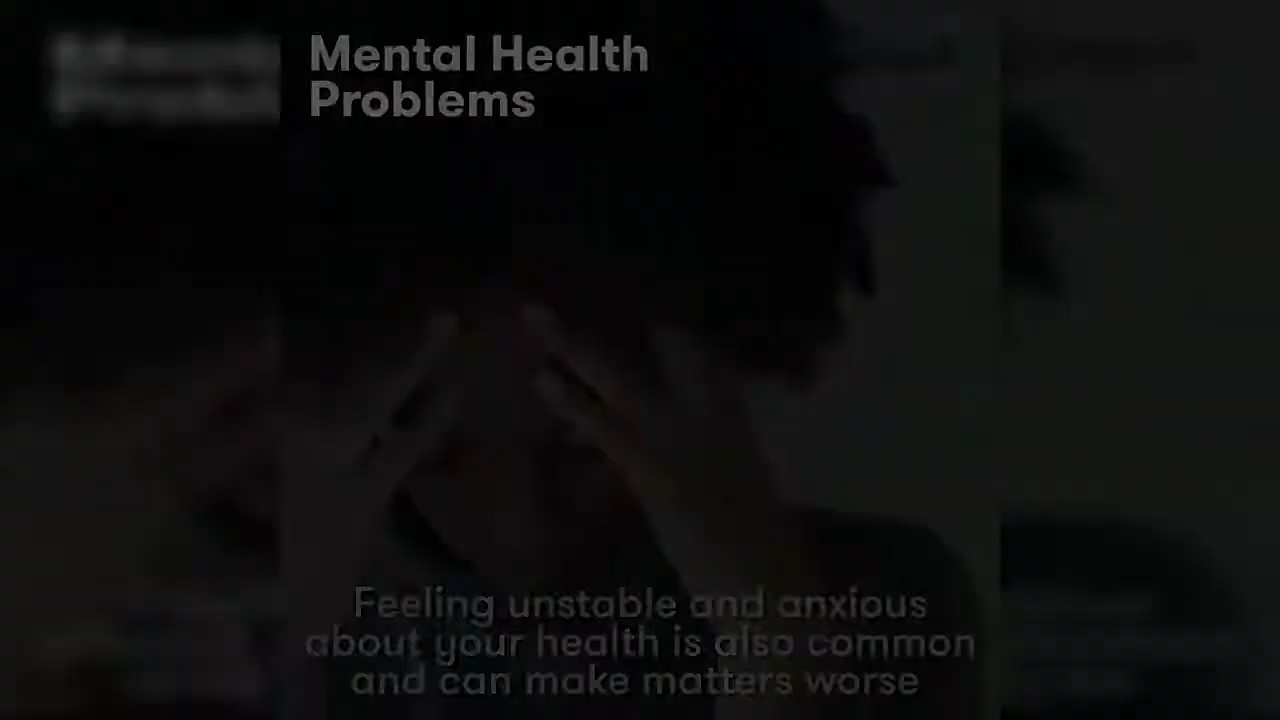 Mental Health
Problems
Feeling unstable and anxious
about your health is also common
and can make matters worse